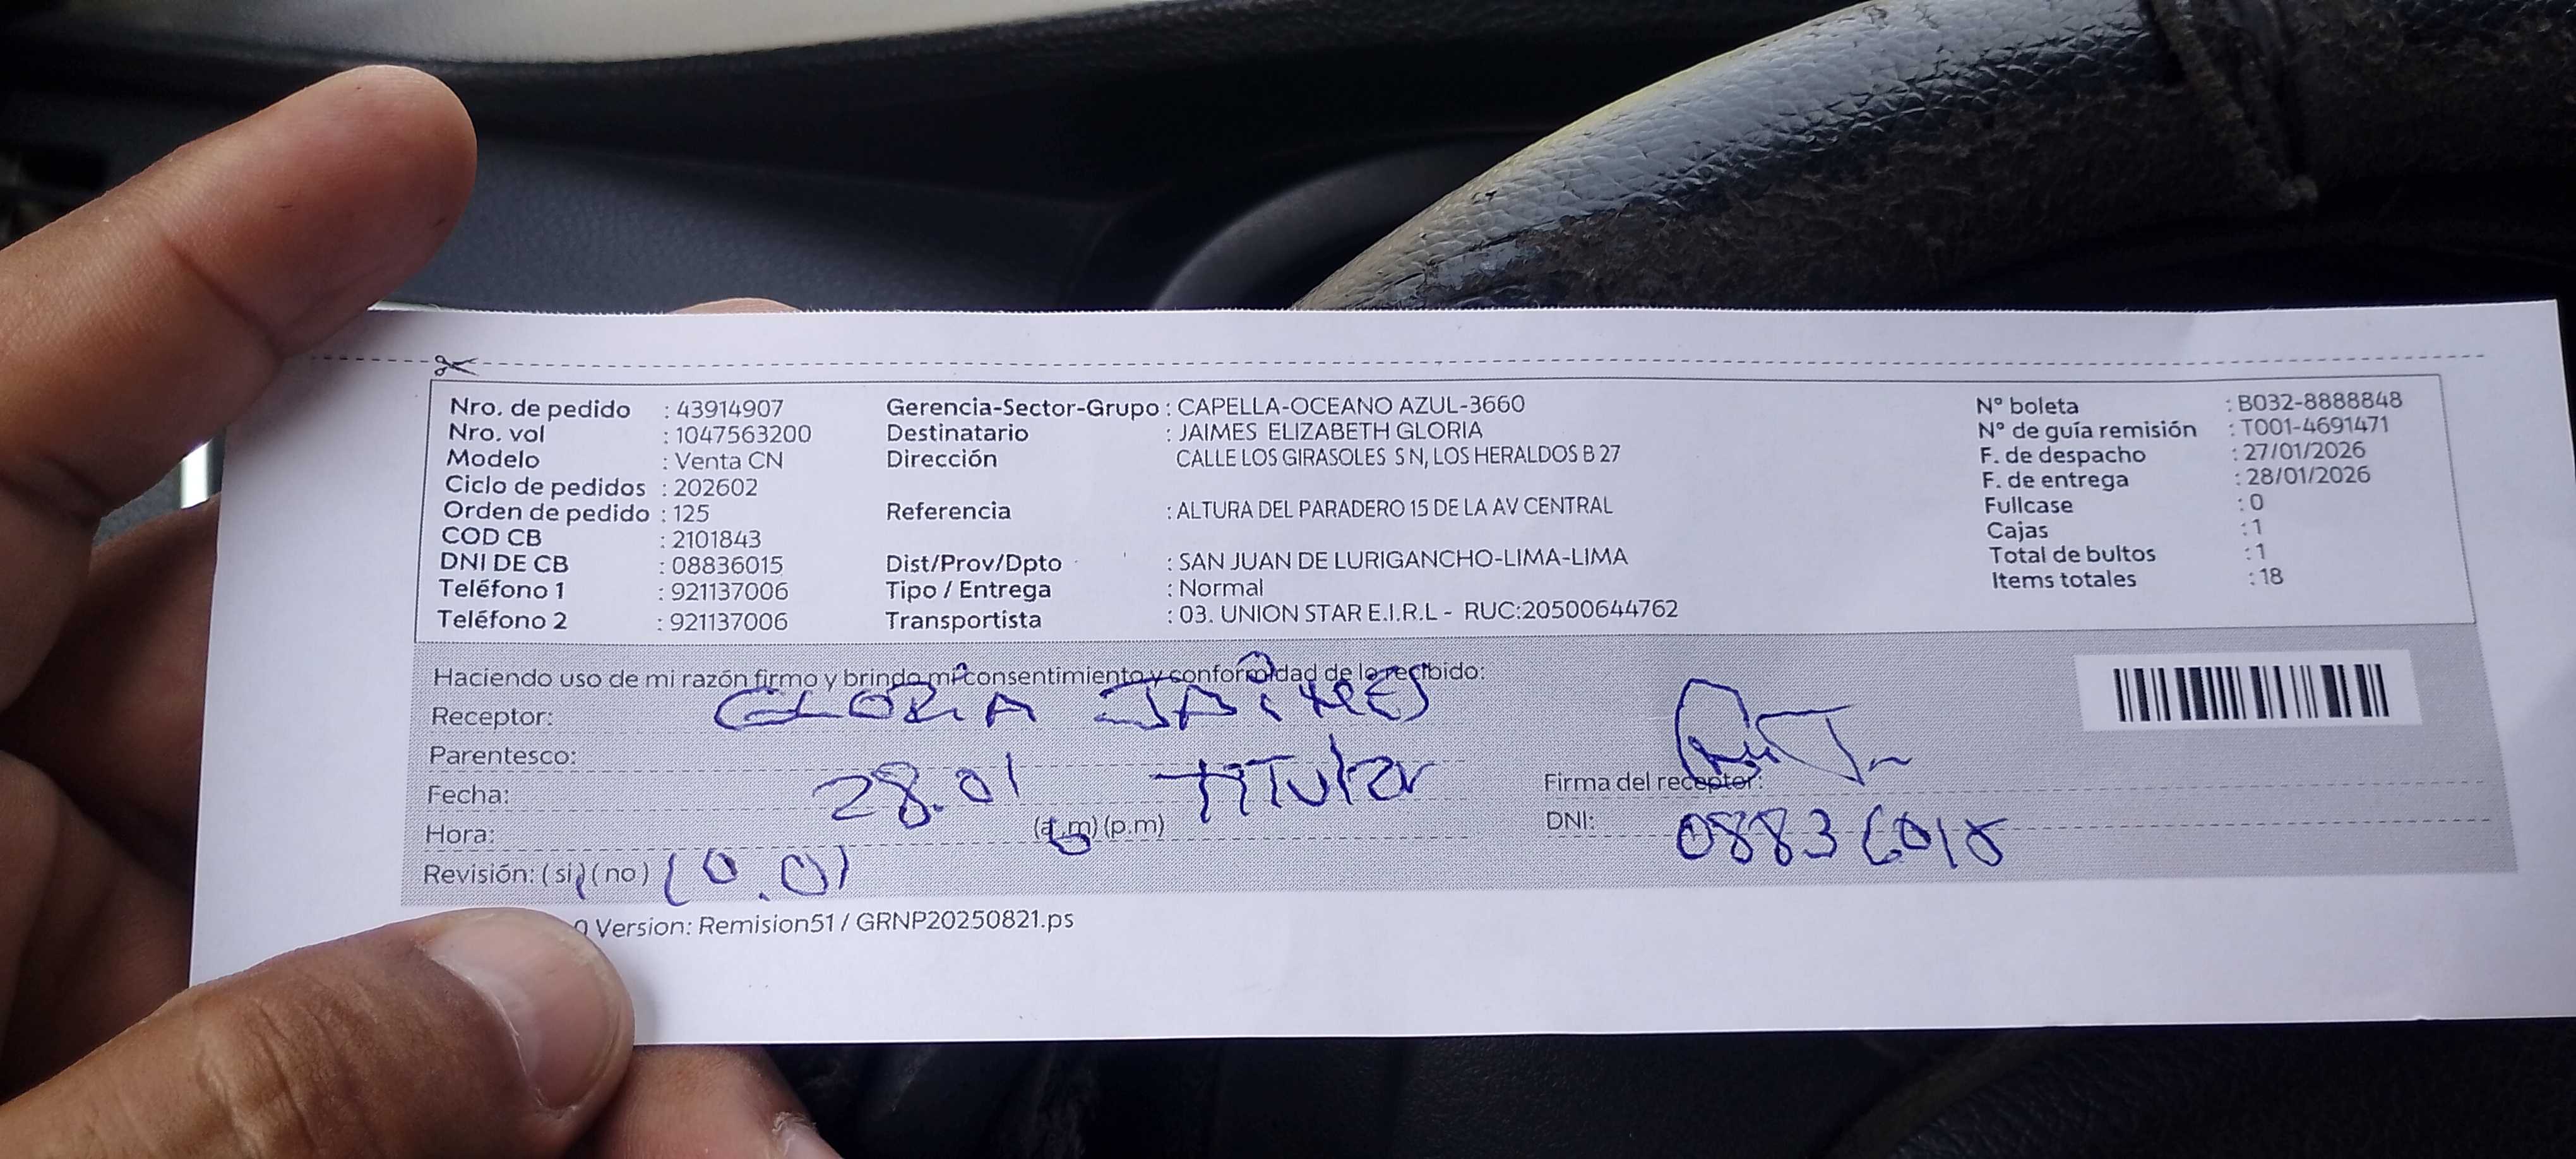 Nro. de pedido : 43914907
Nro. vol : 1047563200
Modelo : Venta CN
Ciclo de pedidos : 202602
Orden de pedido : 125
COD CB : 2101843
DNI DE CB : 08836015
Teléfono 1 : 921137006
Teléfono 2 : 921137006
Gerencia-Sector-Grupo : CAPELLA-OCEANO AZUL-3660
Destinatario : JAIMES ELIZABETH GLORIA
Dirección CALLE LOS GIRASOLES S N, LOS HERALDOS B 27
Referencia : ALTURA DEL PARADERO 15 DE LA AV CENTRAL
Dist/Prov/Dpto : SAN JUAN DE LURIGANCHO-LIMA-LIMA
Tipo / Entrega : Normal
Transportista : 03. UNION STAR E.I.R.L - RUC:20500644762
N° boleta : B032-8888848
N° de guía remisión : T001-4691471
F. de despacho : 27/01/2026
F. de entrega : 28/01/2026
Fullcase : 0
Cajas : 1
Total de bultos : 1
Items totales : 18
Haciendo uso de mi razón firmo y brindo mi consentimiento y conformidad de lo recibido:
Receptor: GLORIA JAIMES
Parentesco: TITular
Fecha: 28.01
Hora: (a.m) (p.m)
Revisión: (si) (no) 10.01
Firma del receptor:
DNI: 08836015
0 Version: Remision51 / GRNP20250821.ps